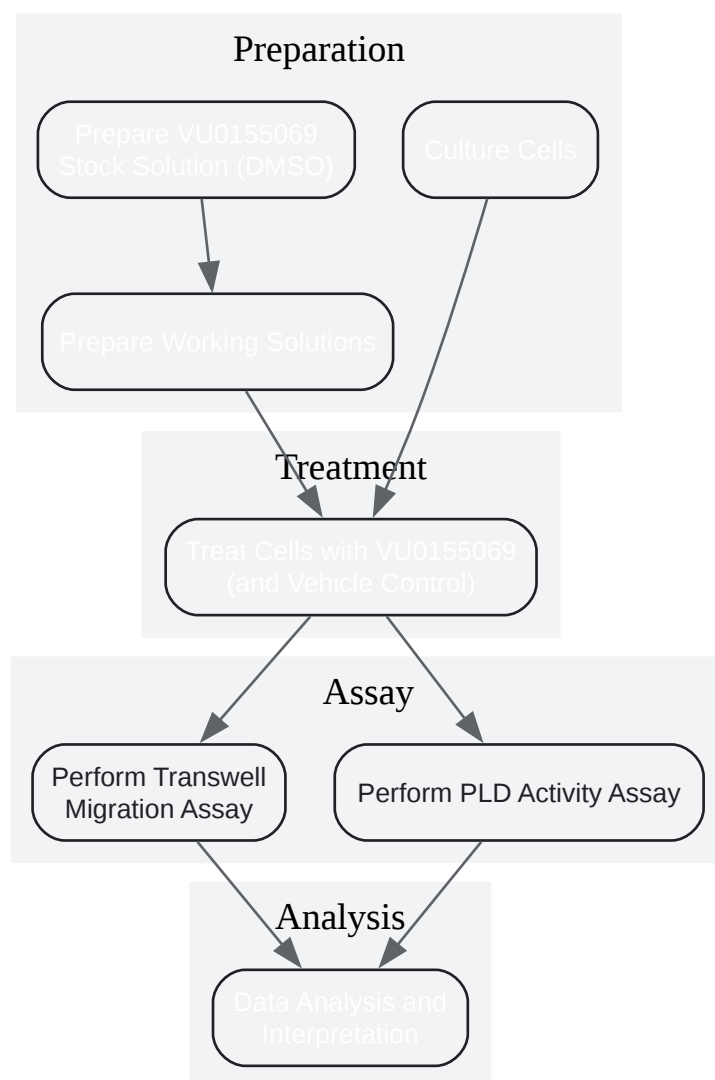 Preparation
Prepare VU0155069
Stock Solution (DMSO)
Culture Cells
Prepare Working Solutions
Treatment
Treat Cells with VU0155069
(and Vehicle Control)
Assay
Perform Transwell
Migration Assay
Perform PLD Activity Assay
Analysis
Data Analysis and
Interpretation